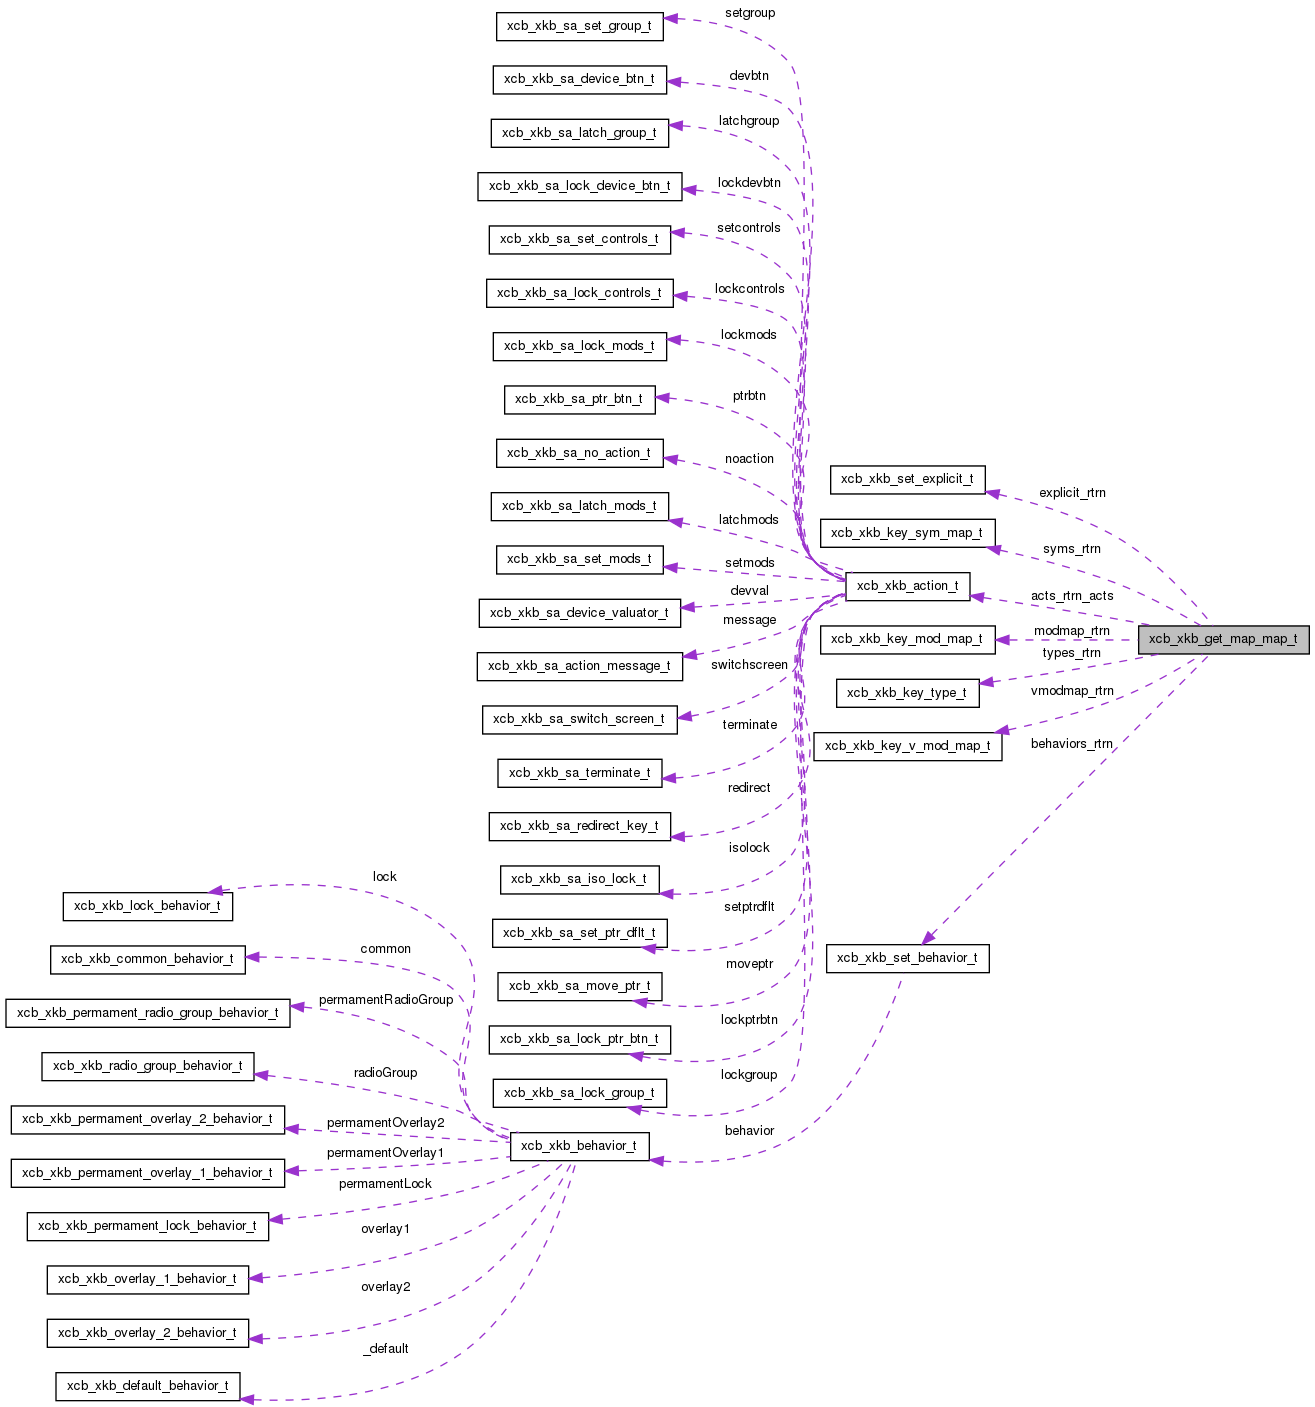 setgroup
xcb_xkb_sa_set_group_t
devbtn
xcb_xkb_sa_device_btn_t
latchgroup
xcb_xkb_sa_latch_group_t
lockdevbtn
xcb_xkb_sa_lock_device_btn_t
setcontrols
xcb_xkb_sa_set_controls_t
lockcontrols
xcb_xkb_sa_lock_controls_t
lockmods
xcb_xkb_sa_lock_mods_t
ptrbtn
xcb_xkb_sa_ptr_btn_t
noaction
xcb_xkb_sa_no_action_t
xcb_xkb_set_explicit_t
explicit_rtrn
xcb_xkb_sa_latch_mods_t
latchmods
xcb_xkb_key_sym_map_t
syms_rtrn
xcb_xkb_sa_set_mods_t
setmods
xcb_xkb_action_t
acts_rtrn_acts
devval
xcb_xkb_sa_device_valuator_t
message
xcb_xkb_key_mod_map_t
modmap_rtrn
xcb_xkb_get_map_map_t
types_rtrn
xcb_xkb_sa_action_message_t
switchscreen
xcb_xkb_key_type_t
vmodmap_rtrn
xcb_xkb_sa_switch_screen_t
terminate
xcb_xkb_key_v_mod_map_t
behaviors_rtrn
xcb_xkb_sa_terminate_t
redirect
xcb_xkb_sa_redirect_key_t
isolock
xcb_xkb_sa_iso_lock_t
lock
xcb_xkb_lock_behavior_t
setptrdflt
xcb_xkb_sa_set_ptr_dflt_t
common
xcb_xkb_common_behavior_t
moveptr
xcb_xkb_set_behavior_t
xcb_xkb_sa_move_ptr_t
permamentRadioGroup
xcb_xkb_permament_radio_group_behavior_t
lockptrbtn
xcb_xkb_sa_lock_ptr_btn_t
radioGroup
xcb_xkb_radio_group_behavior_t
lockgroup
xcb_xkb_sa_lock_group_t
permamentOverlay2
xcb_xkb_permament_overlay_2_behavior_t
behavior
xcb_xkb_behavior_t
permamentOverlay1
xcb_xkb_permament_overlay_1_behavior_t
permamentLock
xcb_xkb_permament_lock_behavior_t
overlay1
xcb_xkb_overlay_1_behavior_t
overlay2
xcb_xkb_overlay_2_behavior_t
_default
xcb_xkb_default_behavior_t